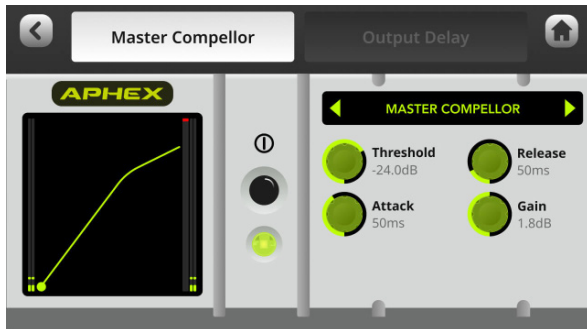 Master Compellor
Output Delay
APHEX
MASTER COMPELLOR
Threshold
-24.0dB
Release
50ms
Attack
50ms
Gain
1.8dB